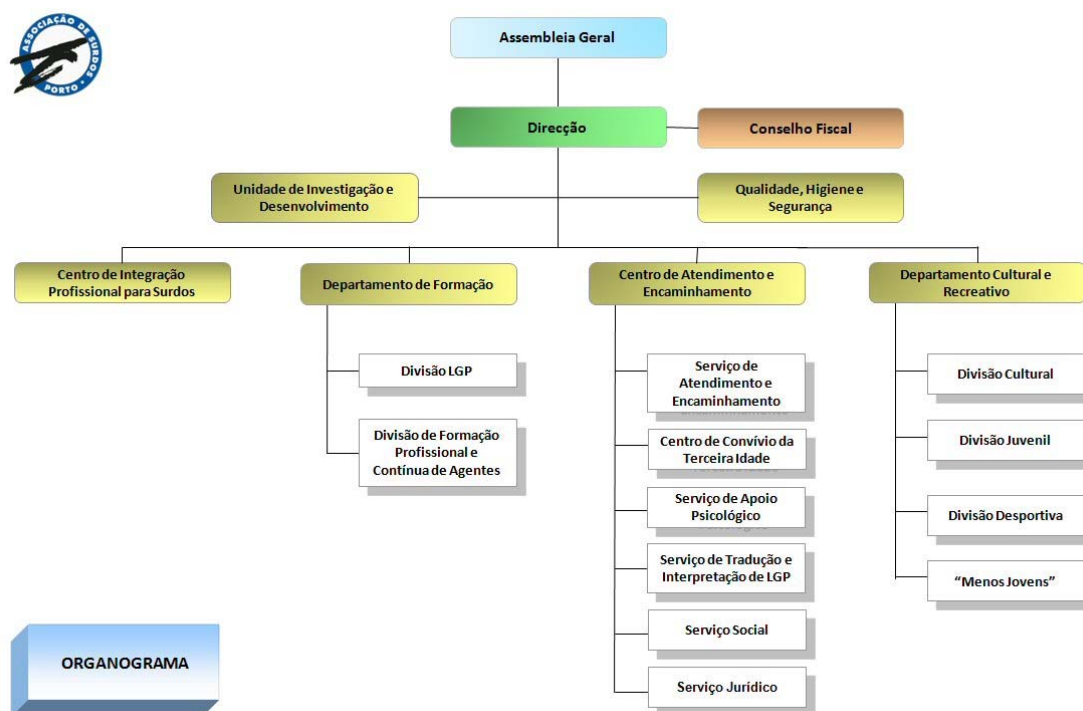 ASSOCIAÇÃO DE SURDOS
PORTO
Assembleia Geral
Direcção
Conselho Fiscal
Unidade de Investigação e
Desenvolvimento
Qualidade, Higiene e
Segurança
Centro de Integração
Profissional para Surdos
Departamento de Formação
Centro de Atendimento e
Encaminhamento
Departamento Cultural e
Recreativo
Divisão LGP
Divisão de Formação
Profissional e
Contínua de Agentes
Serviço de
Atendimento e
Encaminhamento
Centro de Convívio da
Terceira Idade
Serviço de Apoio
Psicológico
Serviço de Tradução e
Interpretação de LGP
Serviço Social
Serviço Jurídico
Divisão Cultural
Divisão Juvenil
Divisão Desportiva
“Menos Jovens”
ORGANOGRAMA